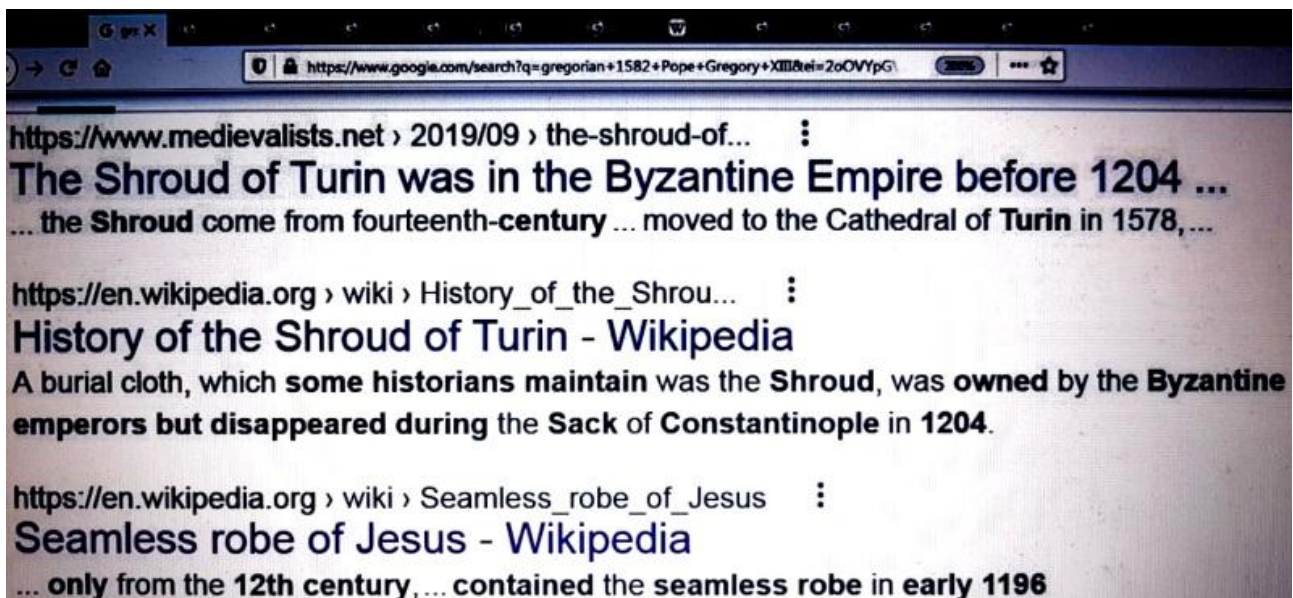 https://www.google.com/search?q=gregorian+1582+Pope+Gregory+XIII&ei=2oOVYpG\
https://www.medievalists.net › 2019/09 › the-shroud-of...
The Shroud of Turin was in the Byzantine Empire before 1204 ...
... the Shroud come from fourteenth-century ... moved to the Cathedral of Turin in 1578,...
https://en.wikipedia.org › wiki › History_of_the_Shrou...
History of the Shroud of Turin - Wikipedia
A burial cloth, which some historians maintain was the Shroud, was owned by the Byzantine
emperors but disappeared during the Sack of Constantinople in 1204.
https://en.wikipedia.org › wiki › Seamless_robe_of_Jesus
Seamless robe of Jesus - Wikipedia
... only from the 12th century,... contained the seamless robe in early 1196